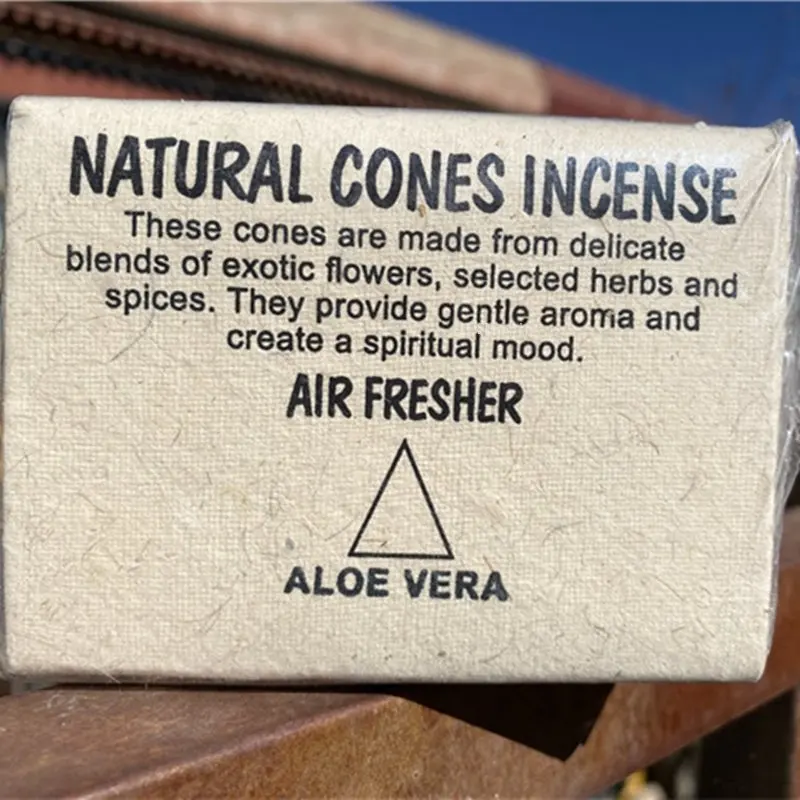 NATURAL CONES INCENSE
These cones are made from delicate
blends of exotic flowers, selected herbs and
spices. They provide gentle aroma and
create a spiritual mood.
AIR FRESHER
ALOE VERA